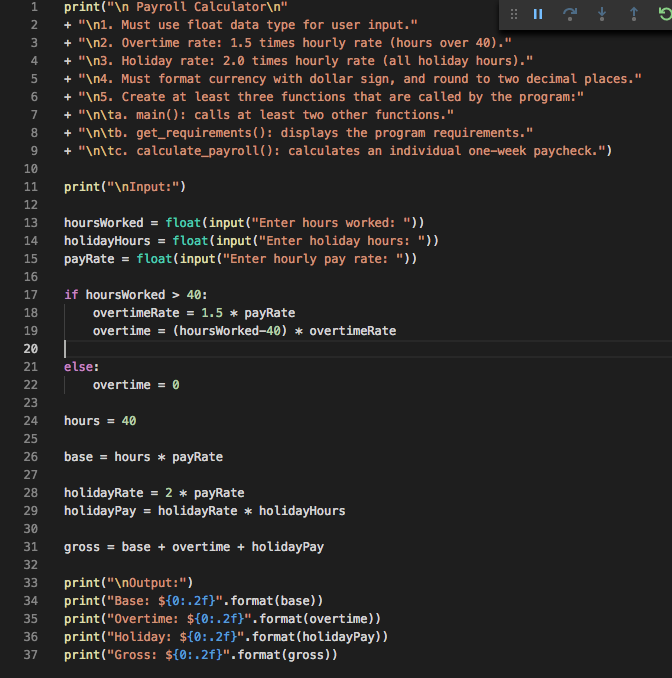 1 print("\n Payroll Calculator\n"
2 + "\n1. Must use float data type for user input."
3 + "\n2. Overtime rate: 1.5 times hourly rate (hours over 40)."
4 + "\n3. Holiday rate: 2.0 times hourly rate (all holiday hours)."
5 + "\n4. Must format currency with dollar sign, and round to two decimal places."
6 + "\n5. Create at least three functions that are called by the program:"
7 + "\n\ta. main(): calls at least two other functions."
8 + "\n\tb. get_requirements(): displays the program requirements."
9 + "\n\tc. calculate_payroll(): calculates an individual one-week paycheck.")
10
11 print("\nInput:")
12
13 hoursWorked = float(input("Enter hours worked: "))
14 holidayHours = float(input("Enter holiday hours: "))
15 payRate = float(input("Enter hourly pay rate: "))
16
17 if hoursWorked > 40:
18     overtimeRate = 1.5 * payRate
19     overtime = (hoursWorked-40) * overtimeRate
20
21 else:
22     overtime = 0
23
24 hours = 40
25
26 base = hours * payRate
27
28 holidayRate = 2 * payRate
29 holidayPay = holidayRate * holidayHours
30
31 gross = base + overtime + holidayPay
32
33 print("\nOutput:")
34 print("Base: ${0:.2f}".format(base))
35 print("Overtime: ${0:.2f}".format(overtime))
36 print("Holiday: ${0:.2f}".format(holidayPay))
37 print("Gross: ${0:.2f}".format(gross))